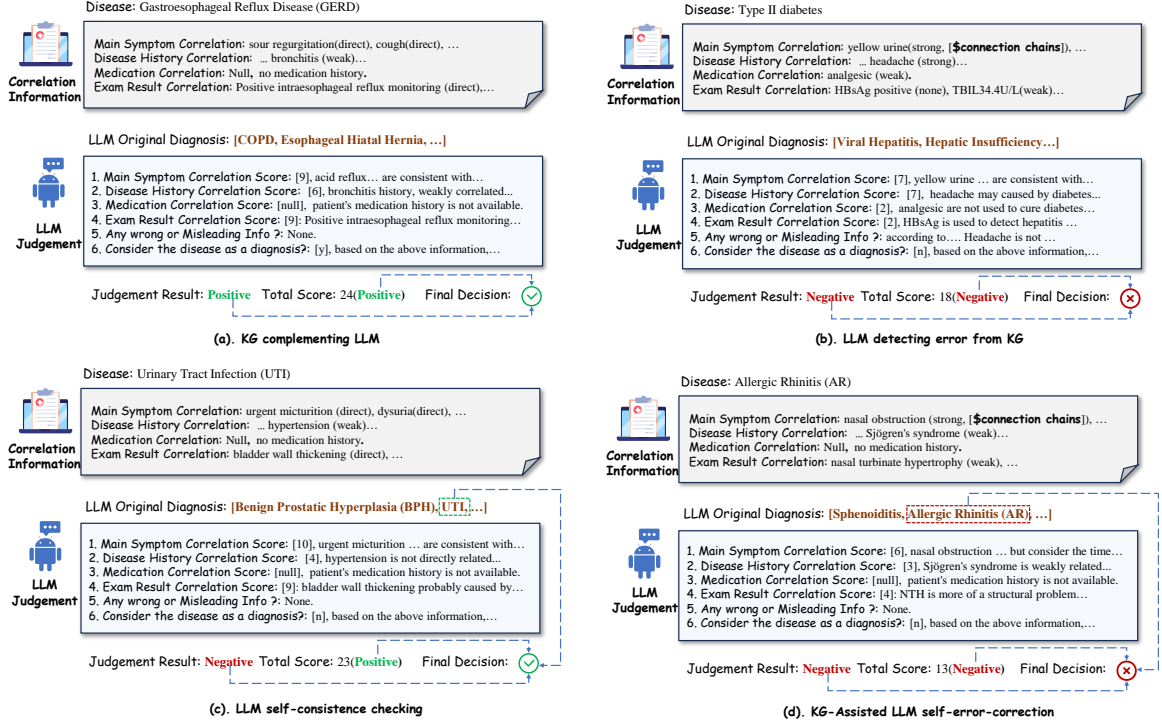 Disease: Gastroesophageal Reflux Disease (GERD)
Correlation
Information
Main Symptom Correlation: sour regurgitation(direct), cough(direct), …
Disease History Correlation: … bronchitis (weak)…
Medication Correlation: Null, no medication history.
Exam Result Correlation: Positive intraesophageal reflux monitoring (direct),…
LLM Original Diagnosis: [COPD, Esophageal Hiatal Hernia, …]
LLM
Judgement
1. Main Symptom Correlation Score: [9], acid reflux… are consistent with…
2. Disease History Correlation Score: [6], bronchitis history, weakly correlated...
3. Medication Correlation Score: [null], patient's medication history is not available.
4. Exam Result Correlation Score: [9]: Positive intraesophageal reflux monitoring…
5. Any wrong or Misleading Info ?: None.
6. Consider the disease as a diagnosis?: [y], based on the above information,…
Judgement Result: Positive Total Score: 24(Positive) Final Decision:
(a). KG complementing LLM
Disease: Type II diabetes
Correlation
Information
Main Symptom Correlation: yellow urine(strong, [$connection chains]), …
Disease History Correlation: … headache (strong)…
Medication Correlation: analgesic (weak).
Exam Result Correlation: HBsAg positive (none), TBIL34.4U/L(weak)…
LLM Original Diagnosis: [Viral Hepatitis, Hepatic Insufficiency…]
LLM
Judgement
1. Main Symptom Correlation Score: [7], yellow urine … are consistent with…
2. Disease History Correlation Score: [7], headache may caused by diabetes...
3. Medication Correlation Score: [2], analgesic are not used to cure diabetes…
4. Exam Result Correlation Score: [2], HBsAg is used to detect hepatitis …
5. Any wrong or Misleading Info ?: according to…. Headache is not …
6. Consider the disease as a diagnosis?: [n], based on the above information,…
Judgement Result: Negative Total Score: 18(Negative) Final Decision:
(b). LLM detecting error from KG
Disease: Urinary Tract Infection (UTI)
Correlation
Information
Main Symptom Correlation: urgent micturition (direct), dysuria(direct), …
Disease History Correlation: … hypertension (weak)…
Medication Correlation: Null, no medication history.
Exam Result Correlation: bladder wall thickening (direct), …
LLM Original Diagnosis: [Benign Prostatic Hyperplasia (BPH), UTI, …]
LLM
Judgement
1. Main Symptom Correlation Score: [10], urgent micturition … are consistent with…
2. Disease History Correlation Score: [4], hypertension is not directly related...
3. Medication Correlation Score: [null], patient's medication history is not available.
4. Exam Result Correlation Score: [9]: bladder wall thickening probably caused by…
5. Any wrong or Misleading Info ?: None.
6. Consider the disease as a diagnosis?: [n], based on the above information,…
Judgement Result: Negative Total Score: 23(Positive) Final Decision:
(c). LLM self-consistence checking
Disease: Allergic Rhinitis (AR)
Correlation
Information
Main Symptom Correlation: nasal obstruction (strong, [$connection chains]), …
Disease History Correlation: … Sjögren's syndrome (weak)…
Medication Correlation: Null, no medication history.
Exam Result Correlation: nasal turbinate hypertrophy (weak), …
LLM Original Diagnosis: [Sphenoiditis, Allergic Rhinitis (AR), …]
LLM
Judgement
1. Main Symptom Correlation Score: [6], nasal obstruction … but consider the time…
2. Disease History Correlation Score: [3], Sjögren's syndrome is weakly related...
3. Medication Correlation Score: [null], patient's medication history is not available.
4. Exam Result Correlation Score: [4]: NTH is more of a structural problem…
5. Any wrong or Misleading Info ?: None.
6. Consider the disease as a diagnosis?: [n], based on the above information,…
Judgement Result: Negative Total Score: 13(Negative) Final Decision:
(d). KG-Assisted LLM self-error-correction